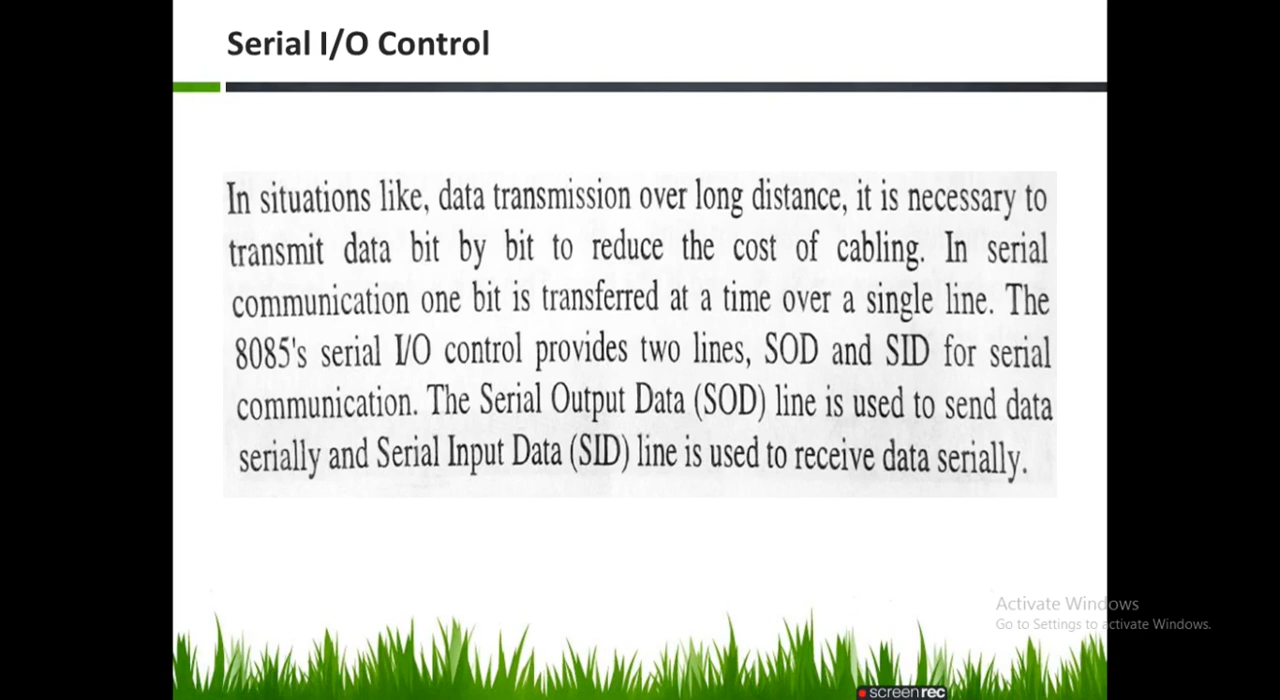 Serial I/O Control
In situations like, data transmission over long distance, it is necessary to
transmit data bit by bit to reduce the cost of cabling. In serial
communication one bit is transferred at a time over a single line. The
8085's serial I/O control provides two lines, SOD and SID for serial
communication. The Serial Output Data (SOD) line is used to send data
serially and Serial Input Data (SID) line is used to receive data serially.
Activate Windows
Go to Settings to activate Windows.
screenrec